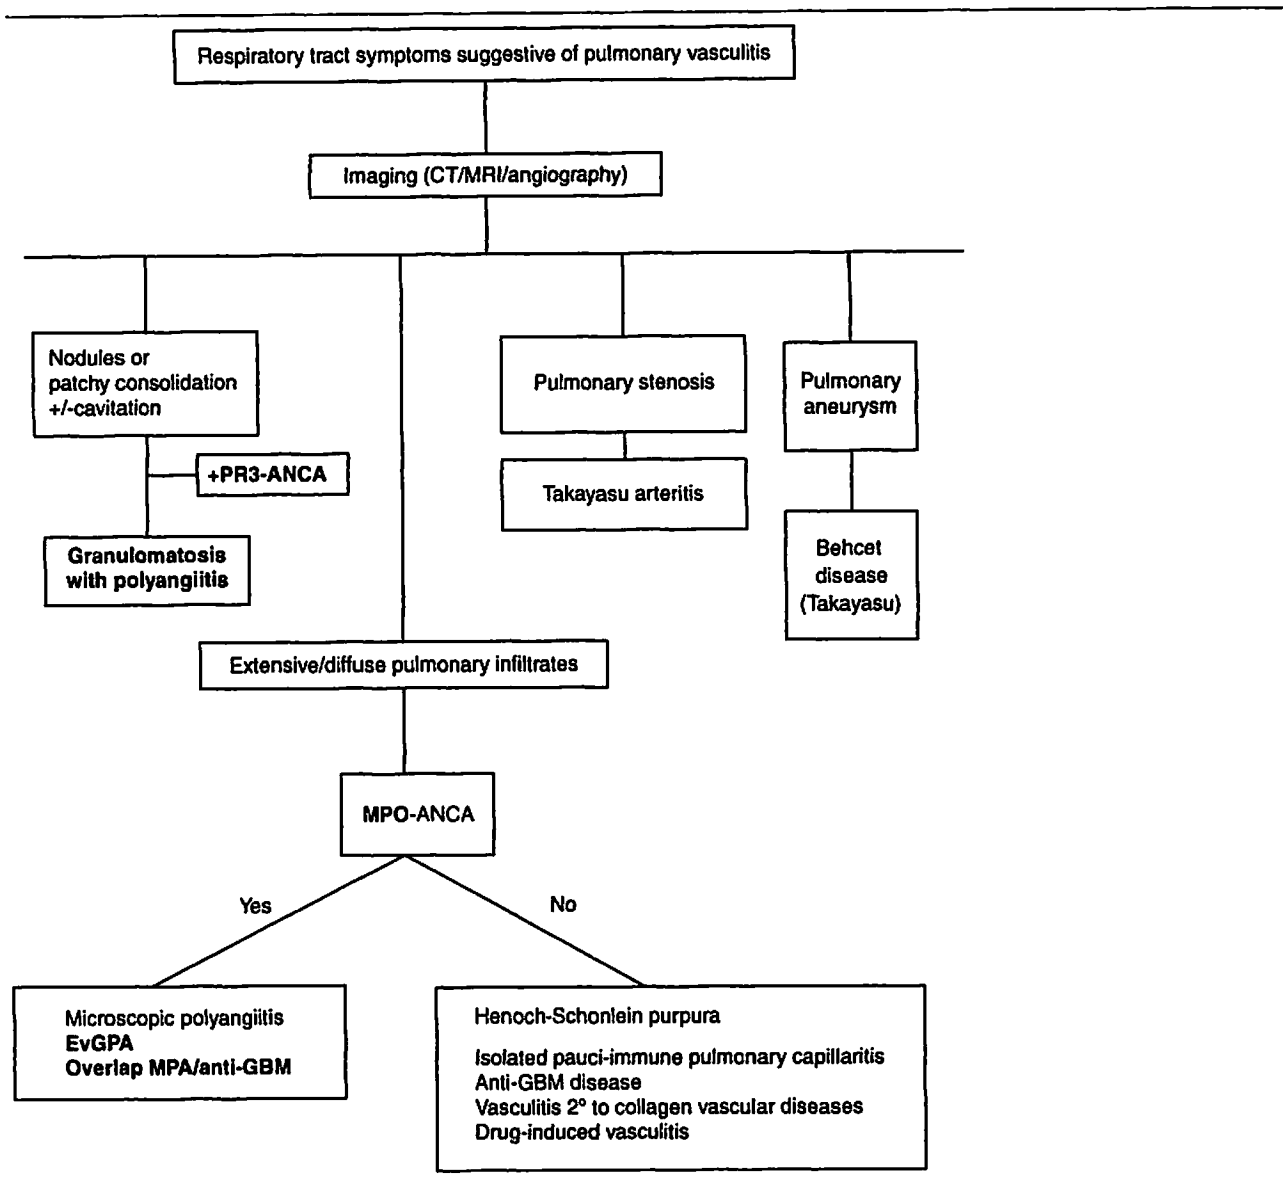 Respiratory tract symptoms suggestive of pulmonary vasculitis
Imaging (CT/MRI/angiography)
Nodules or
patchy consolidation
+/-cavitation
+PR3-ANCA
Granulomatosis
with polyangiitis
Pulmonary stenosis
Takayasu arteritis
Pulmonary
aneurysm
Behcet
disease
(Takayasu)
Extensive/diffuse pulmonary infiltrates
MPO-ANCA
Yes
No
Microscopic polyangiitis
EvGPA
Overlap MPA/anti-GBM
Henoch-Schonlein purpura
Isolated pauci-immune pulmonary capillaritis
Anti-GBM disease
Vasculitis 2º to collagen vascular diseases
Drug-induced vasculitis